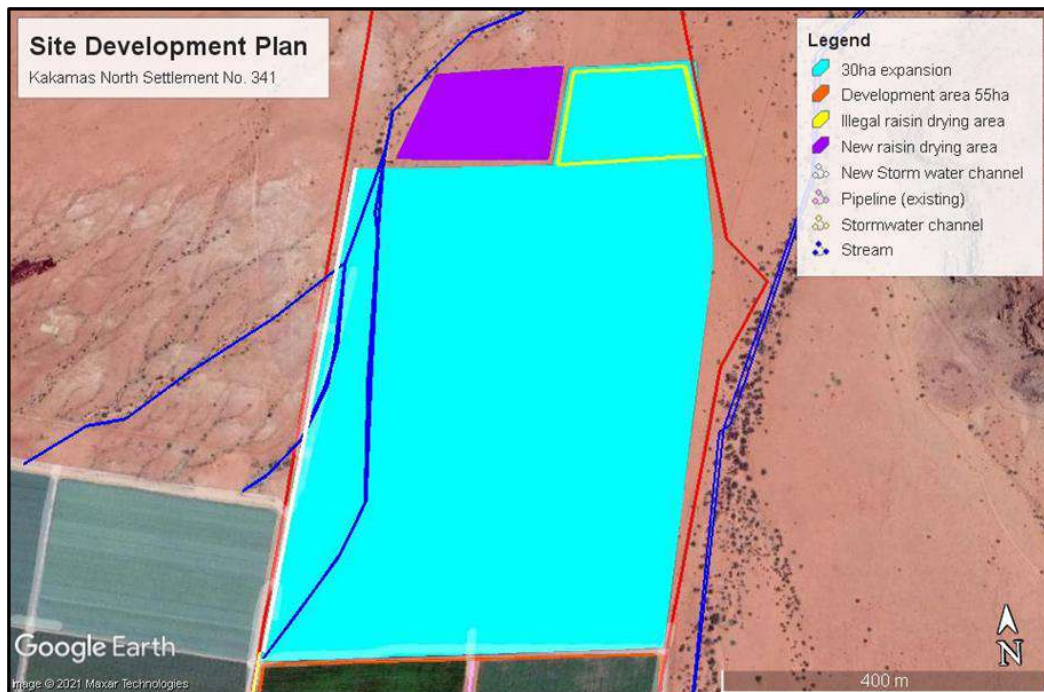 Site Development Plan
Kakamas North Settlement No. 341
Legend
30ha expansion
Development area 55ha
Illegal raisin drying area
New raisin drying area
New Storm water channel
Pipeline (existing)
Stormwater channel
Stream
Google Earth
Image © 2021 Maxar Technologies
N
400 m